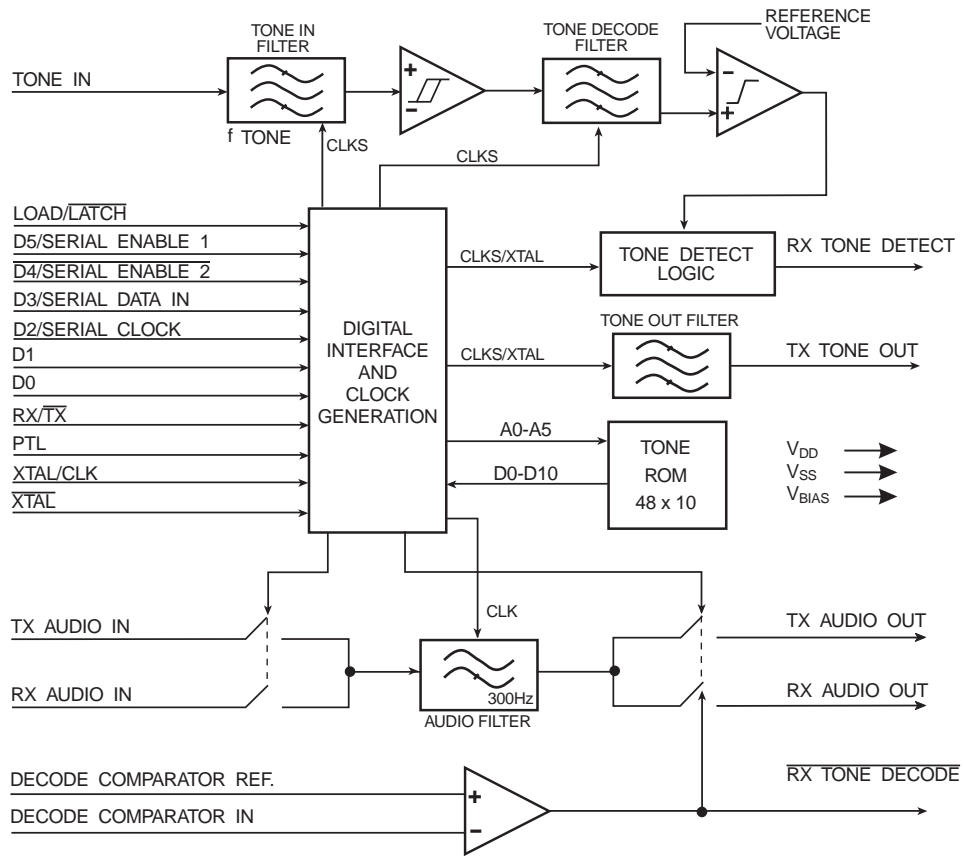 TONE IN
FILTER
TONE DECODE
FILTER
REFERENCE
VOLTAGE
TONE IN
+
−
−
+
f TONE
CLKS
CLKS
LOAD/LATCH
D5/SERIAL ENABLE 1
D4/SERIAL ENABLE 2
D3/SERIAL DATA IN
D2/SERIAL CLOCK
D1
D0
RX/TX
PTL
XTAL/CLK
XTAL
DIGITAL
INTERFACE
AND
CLOCK
GENERATION
CLKS/XTAL
TONE DETECT
LOGIC
RX TONE DETECT
TONE OUT FILTER
CLKS/XTAL
TX TONE OUT
A0-A5
D0-D10
TONE
ROM
48 x 10
VDD
VSS
VBIAS
CLK
TX AUDIO IN
RX AUDIO IN
300Hz
AUDIO FILTER
TX AUDIO OUT
RX AUDIO OUT
DECODE COMPARATOR REF.
DECODE COMPARATOR IN
+
−
RX TONE DECODE